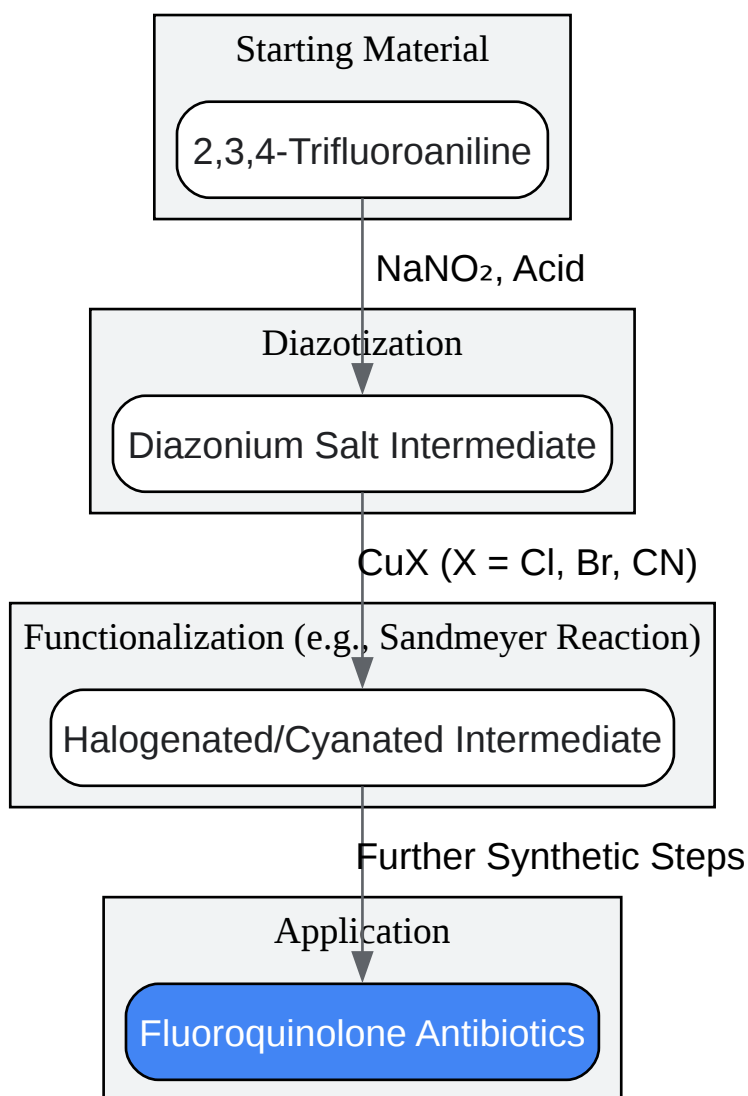 Starting Material
2,3,4-Trifluoroaniline
NaNO₂, Acid
Diazotization
Diazonium Salt Intermediate
CuX (X = Cl, Br, CN)
Functionalization (e.g., Sandmeyer Reaction)
Halogenated/Cyanated Intermediate
Further Synthetic Steps
Application
Fluoroquinolone Antibiotics